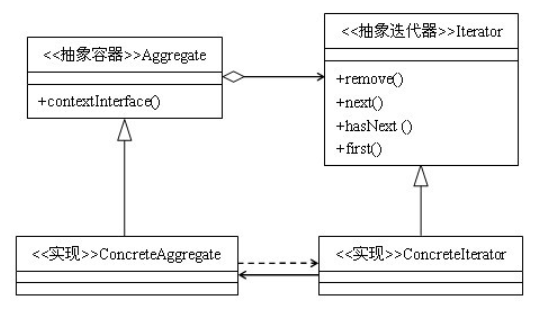 <<抽象容器>>Aggregate
+contextInterface()
<<抽象迭代器>>Iterator
+remove()
+next()
+hasNext ()
+first()
<<实现>>ConcreteAggregate
<<实现>>ConcreteIterator